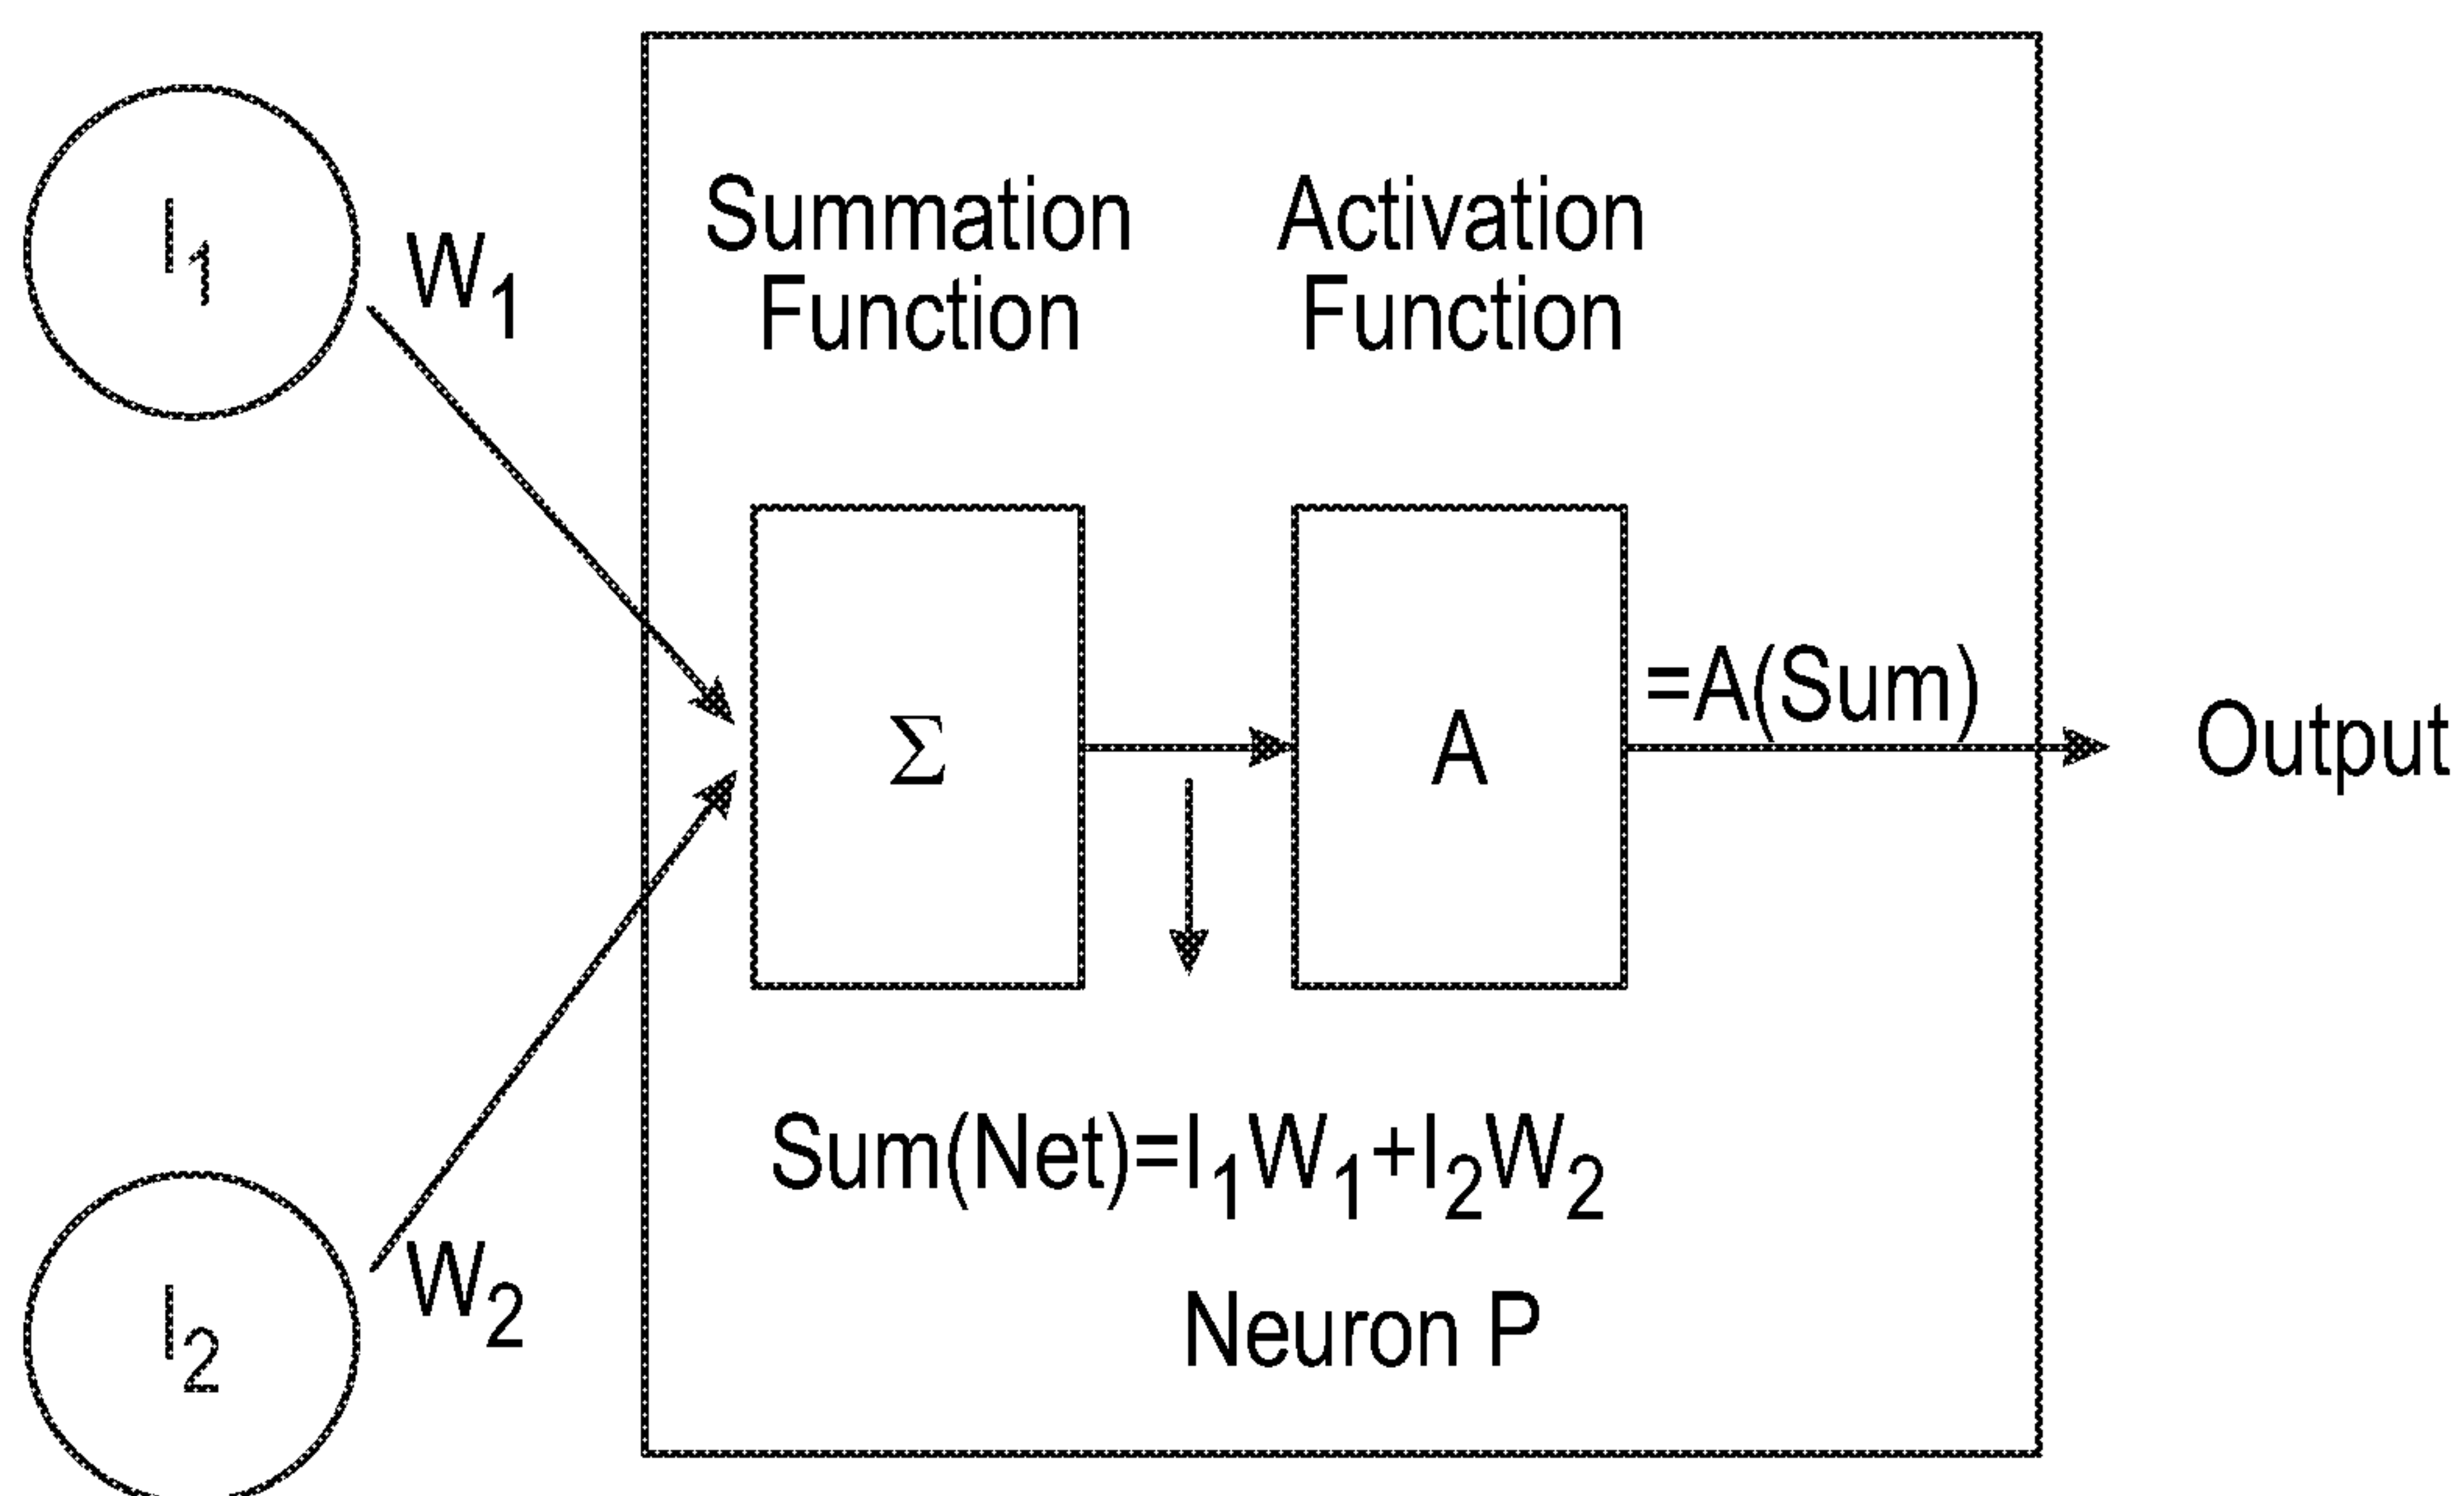 I₁
W₁
Summation
Function
Activation
Function
Σ
A
=A(Sum)
Output
Sum(Net)=I₁W₁+I₂W₂
W₂
I₂
Neuron P